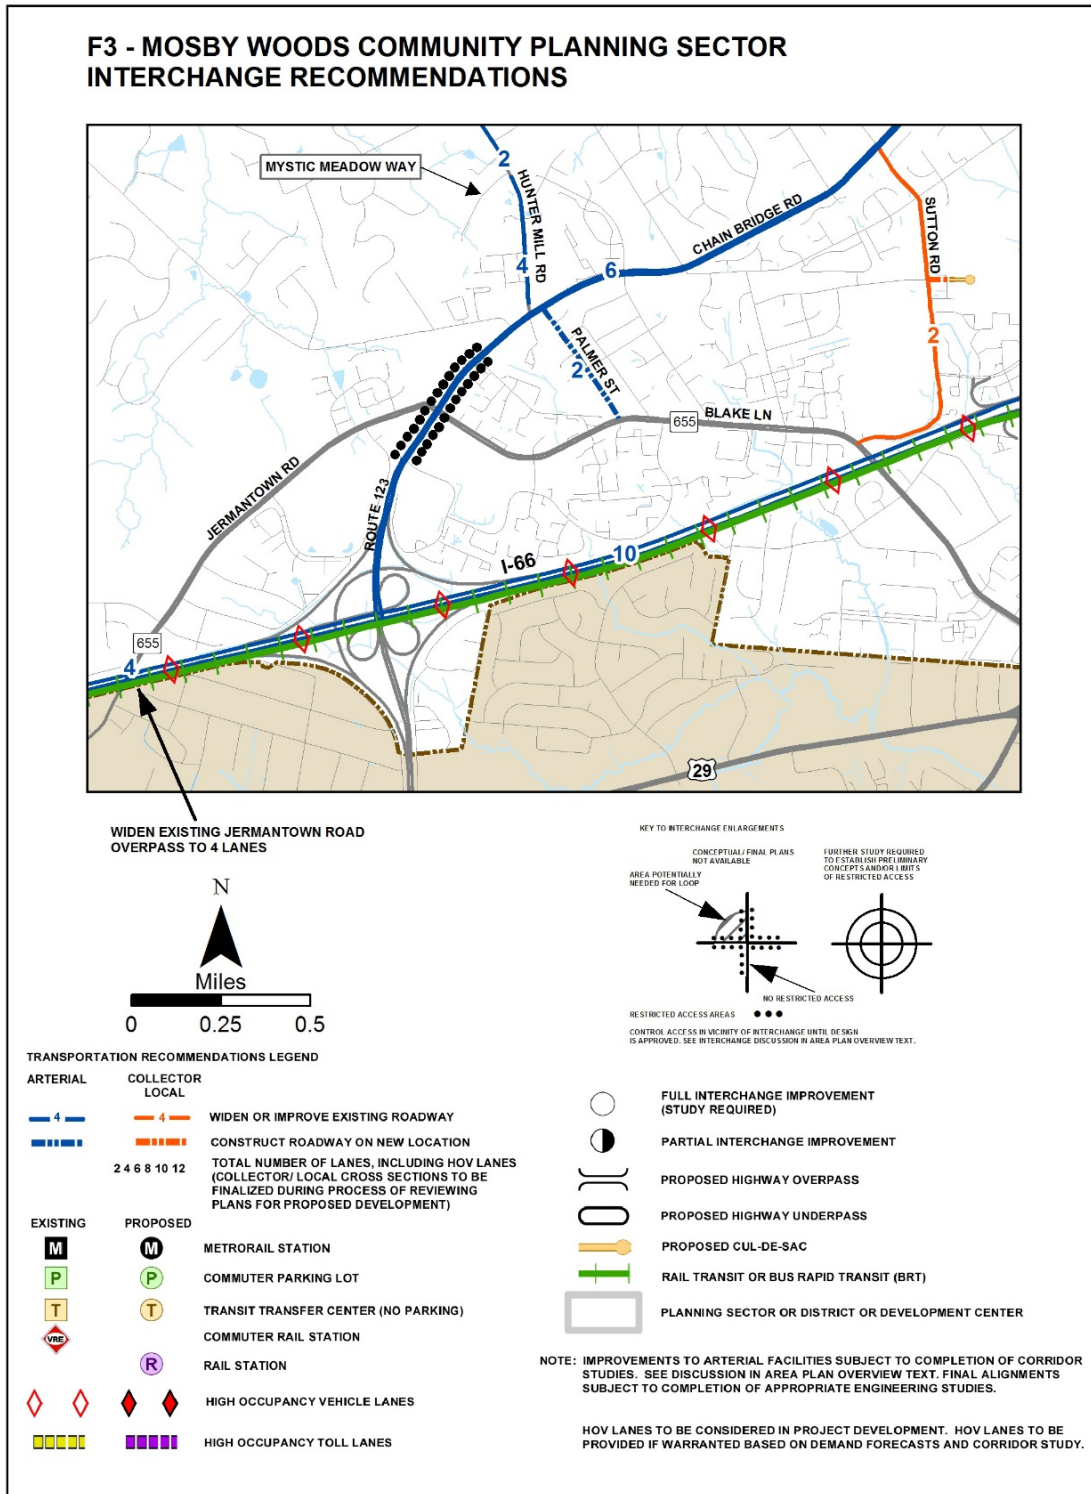 F3 - MOSBY WOODS COMMUNITY PLANNING SECTOR
INTERCHANGE RECOMMENDATIONS
MYSTIC MEADOW WAY
2
HUNTER MILL RD
4
CHAIN BRIDGE RD
6
SUTTON RD
2
PALMER ST
2
BLAKE LN
655
JERMANTOWN RD
ROUTE 123
I-66
10
655
4
29
WIDEN EXISTING JERMANTOWN ROAD
OVERPASS TO 4 LANES
N
Miles
0 0.25 0.5
KEY TO INTERCHANGE ENLARGEMENTS
CONCEPTUAL/ FINAL PLANS
NOT AVAILABLE
AREA POTENTIALLY
NEEDED FOR LOOP
FURTHER STUDY REQUIRED
TO ESTABLISH PRELIMINARY
CONCEPTS AND/OR LIMITS
OF RESTRICTED ACCESS
NO RESTRICTED ACCESS
RESTRICTED ACCESS AREAS
CONTROL ACCESS IN VICINITY OF INTERCHANGE UNTIL DESIGN
IS APPROVED. SEE INTERCHANGE DISCUSSION IN AREA PLAN OVERVIEW TEXT.
TRANSPORTATION RECOMMENDATIONS LEGEND
ARTERIAL
COLLECTOR
LOCAL
4 4 WIDEN OR IMPROVE EXISTING ROADWAY
CONSTRUCT ROADWAY ON NEW LOCATION
2 4 6 8 10 12 TOTAL NUMBER OF LANES, INCLUDING HOV LANES
(COLLECTOR/ LOCAL CROSS SECTIONS TO BE
FINALIZED DURING PROCESS OF REVIEWING
PLANS FOR PROPOSED DEVELOPMENT)
EXISTING PROPOSED
M M METRORAIL STATION
P P COMMUTER PARKING LOT
T T TRANSIT TRANSFER CENTER (NO PARKING)
VRE COMMUTER RAIL STATION
R RAIL STATION
HIGH OCCUPANCY VEHICLE LANES
HIGH OCCUPANCY TOLL LANES
FULL INTERCHANGE IMPROVEMENT
(STUDY REQUIRED)
PARTIAL INTERCHANGE IMPROVEMENT
PROPOSED HIGHWAY OVERPASS
PROPOSED HIGHWAY UNDERPASS
PROPOSED CUL-DE-SAC
RAIL TRANSIT OR BUS RAPID TRANSIT (BRT)
PLANNING SECTOR OR DISTRICT OR DEVELOPMENT CENTER
NOTE: IMPROVEMENTS TO ARTERIAL FACILITIES SUBJECT TO COMPLETION OF CORRIDOR
STUDIES. SEE DISCUSSION IN AREA PLAN OVERVIEW TEXT. FINAL ALIGNMENTS
SUBJECT TO COMPLETION OF APPROPRIATE ENGINEERING STUDIES.
HOV LANES TO BE CONSIDERED IN PROJECT DEVELOPMENT. HOV LANES TO BE
PROVIDED IF WARRANTED BASED ON DEMAND FORECASTS AND CORRIDOR STUDY.